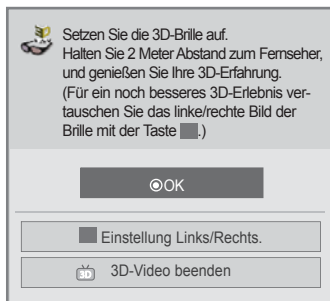 Setzen Sie die 3D-Brille auf.
Halten Sie 2 Meter Abstand zum Fernseher,
und genießen Sie Ihre 3D-Erfahrung.
(Für ein noch besseres 3D-Erlebnis ver-
tauschen Sie das linke/rechte Bild der
Brille mit der Taste .)
OK
Einstellung Links/Rechts.
3D 3D-Video beenden